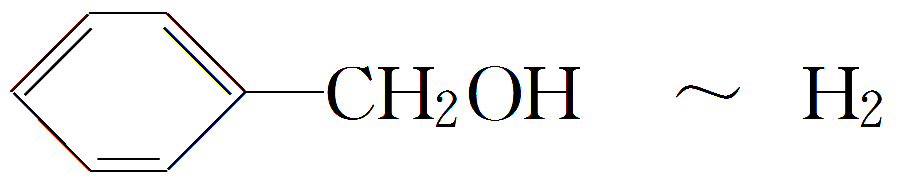 CH₂OH ～ H₂